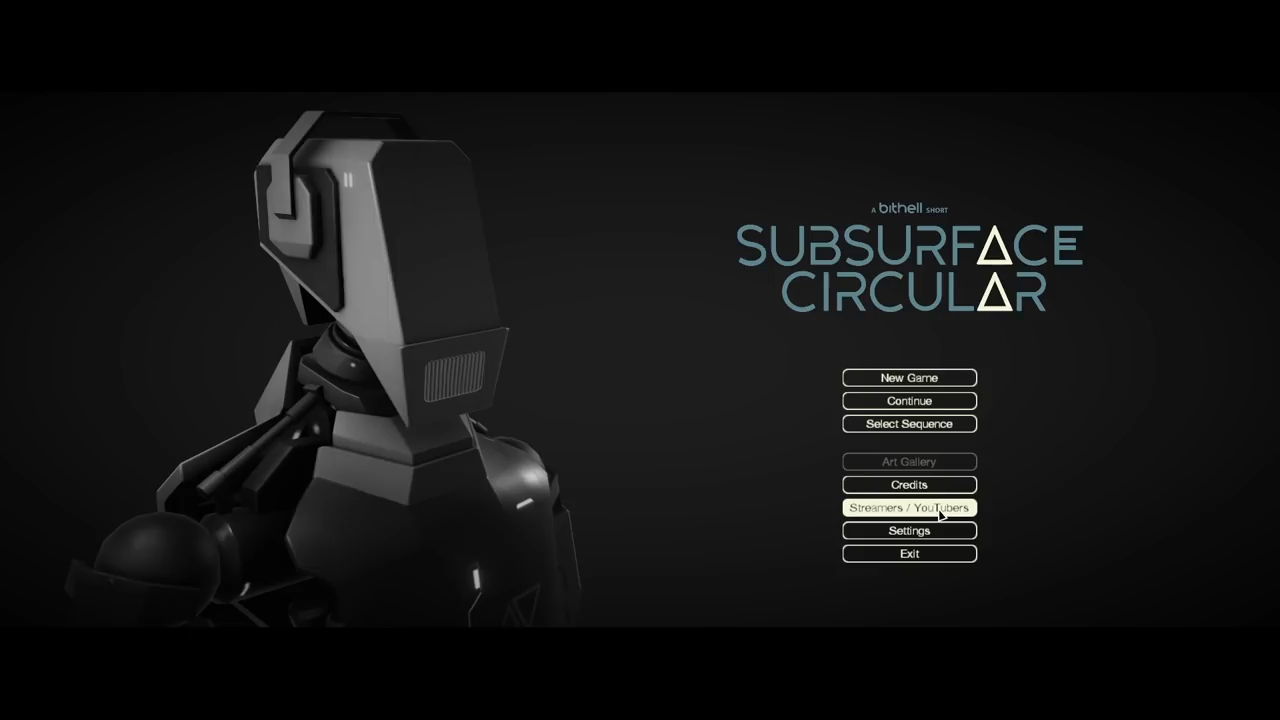 A bithell SHORT
SUBSURFACE
CIRCULAR
New Game
Continue
Select Sequence
Art Gallery
Credits
Streamers / YouTubers
Settings
Exit